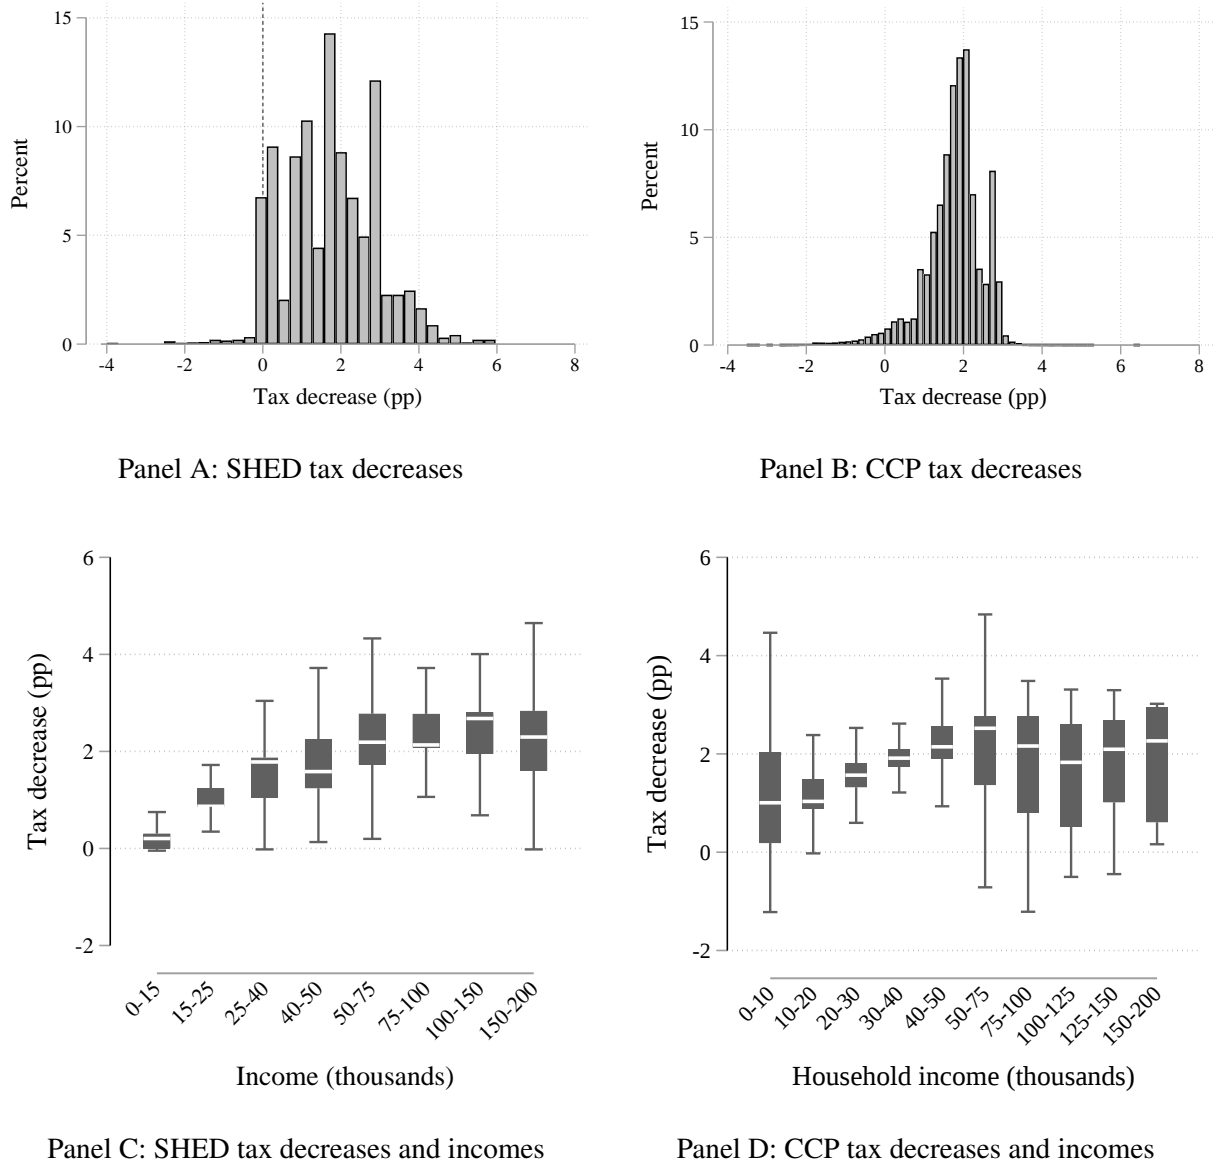 15
10
5
0
Percent
-4 -2 0 2 4 6 8
Tax decrease (pp)
Panel A: SHED tax decreases
15
10
5
0
Percent
-4 -2 0 2 4 6 8
Tax decrease (pp)
Panel B: CCP tax decreases
6
4
2
0
-2
Tax decrease (pp)
0-15 15-25 25-40 40-50 50-75 75-100 100-150 150-200
Income (thousands)
Panel C: SHED tax decreases and incomes
6
4
2
0
-2
Tax decrease (pp)
0-10 10-20 20-30 30-40 40-50 50-75 75-100 100-125 125-150 150-200
Household income (thousands)
Panel D: CCP tax decreases and incomes